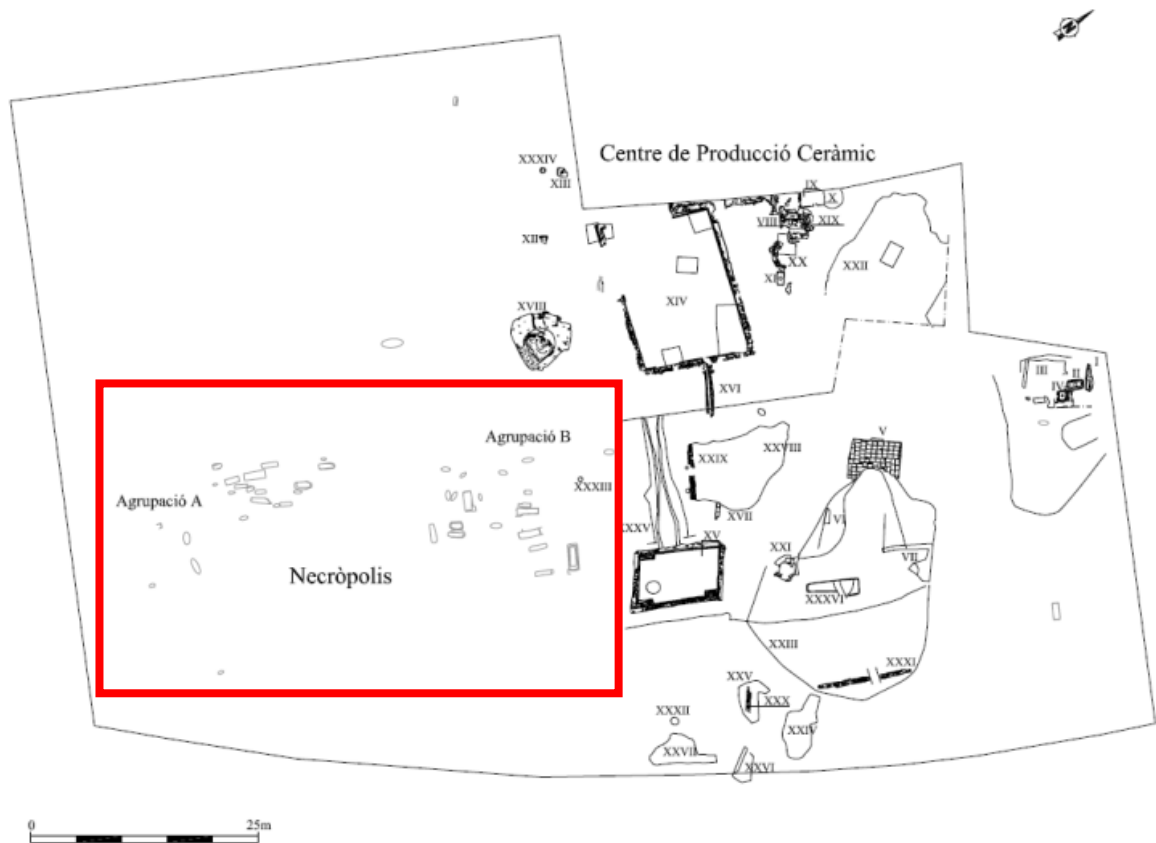 N
Centre de Producció Ceràmic
XXXIV
XIII
IX
X
VIII
XIX
XII
XX
XXII
XI
XIV
XVIII
I
III
II
IV
XVI
Agrupació B
V
XXVIII
XXIX
XXXIII
Agrupació A
XVII
VI
XXXV
XV
XXI
VII
Necròpolis
XXXVI
XXIII
XXXI
XXV
XXX
XXXII
XXIV
XXVII
XXVI
0 25m